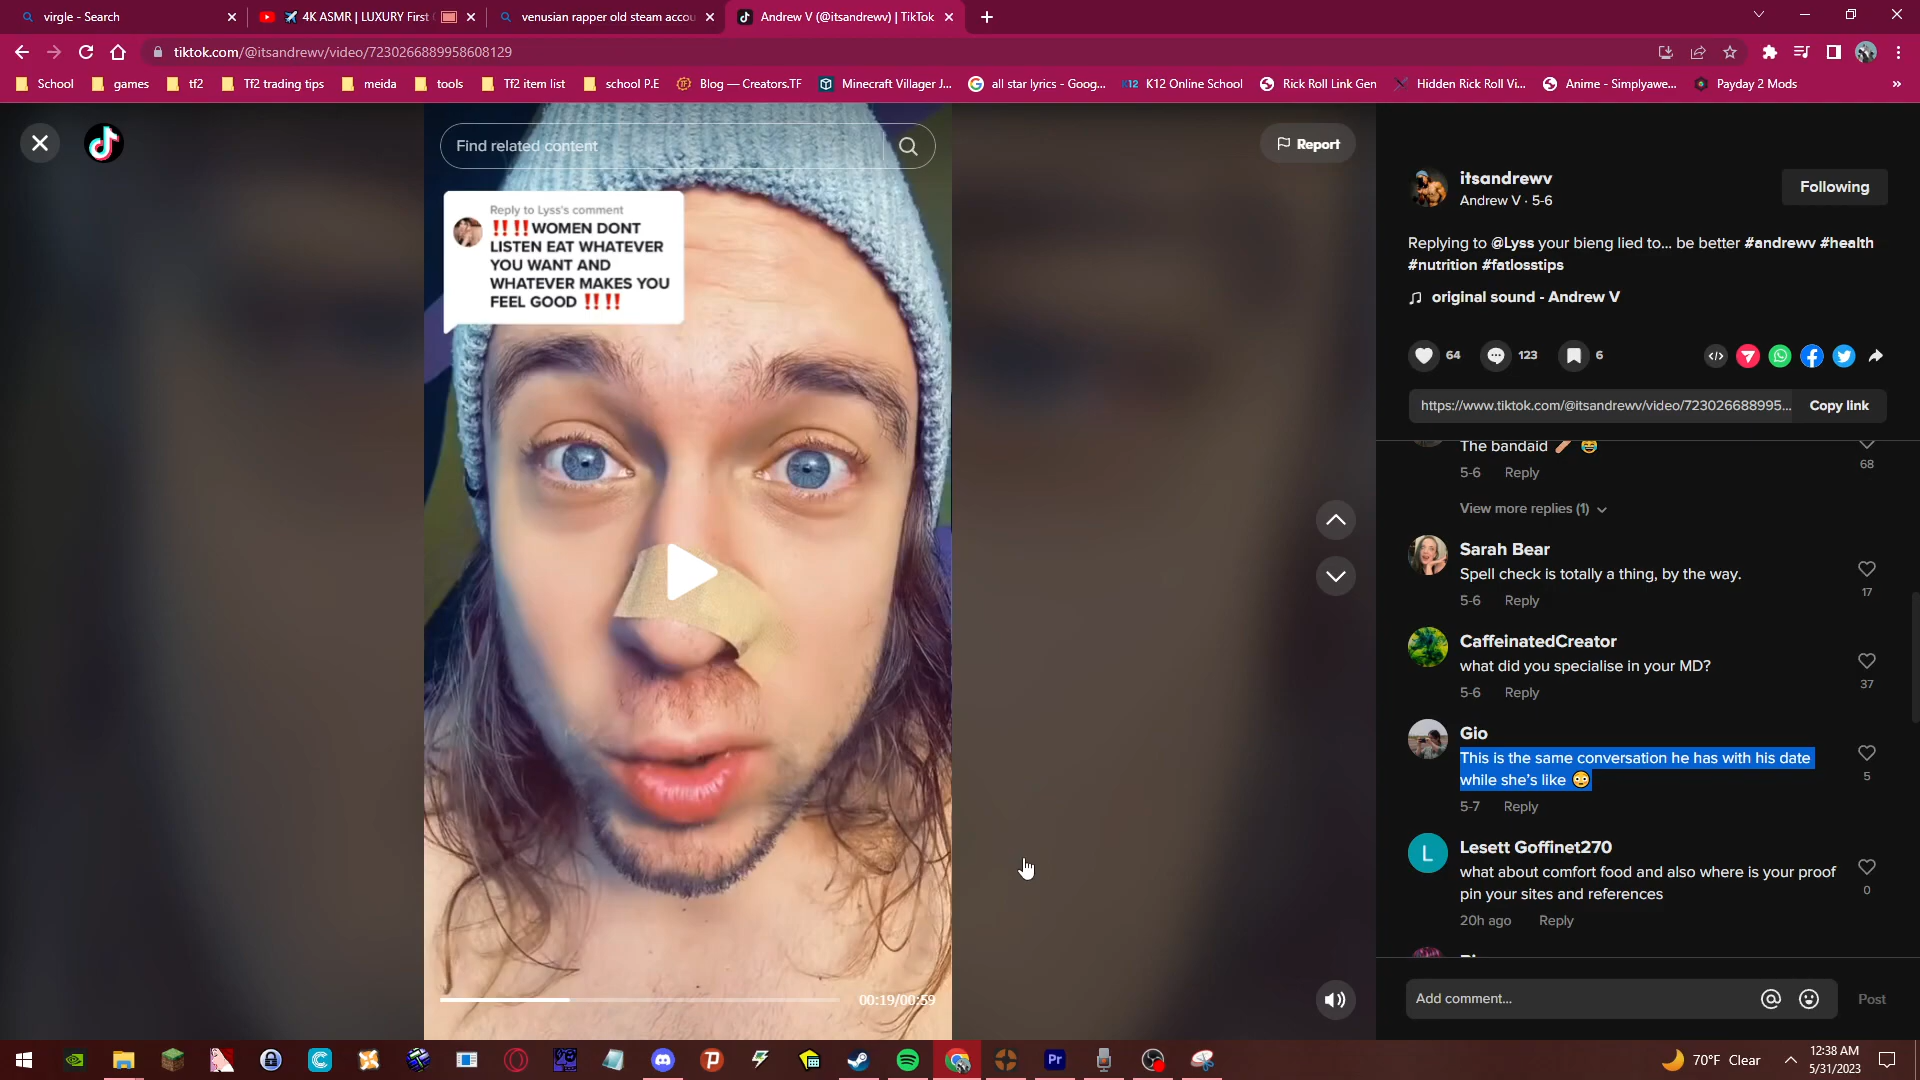 virgle - Search
4K ASMR | LUXURY First
venusian rapper old steam accou
Andrew V (@itsandrewv) | TikTok
tiktok.com/@itsandrewv/video/7230266889958608129
School
games
tf2
Tf2 trading tips
meida
tools
Tf2 item list
school P.E
Blog — Creators.TF
Minecraft Villager J...
all star lyrics - Goog...
K12 Online School
Rick Roll Link Gen
Hidden Rick Roll Vi...
Anime - Simplyawe...
Payday 2 Mods
Find related content
Report
Reply to Lyss's comment
‼️‼️WOMEN DONT
LISTEN EAT WHATEVER
YOU WANT AND
WHATEVER MAKES YOU
FEEL GOOD ‼️‼️
00:19/00:59
itsandrewv
Andrew V · 5-6
Following
Replying to @Lyss your bieng lied to... be better #andrewv #health
#nutrition #fatlosstips
original sound - Andrew V
64
123
6
https://www.tiktok.com/@itsandrewv/video/723026688995...
Copy link
The bandaid 🩹 😂
68
5-6 Reply
View more replies (1)
Sarah Bear
Spell check is totally a thing, by the way.
17
5-6 Reply
CaffeinatedCreator
what did you specialise in your MD?
37
5-6 Reply
Gio
This is the same conversation he has with his date
while she's like 😳
5
5-7 Reply
L
Lesett Goffinet270
what about comfort food and also where is your proof
pin your sites and references
0
20h ago Reply
Add comment...
Post
70°F Clear
12:38 AM
5/31/2023